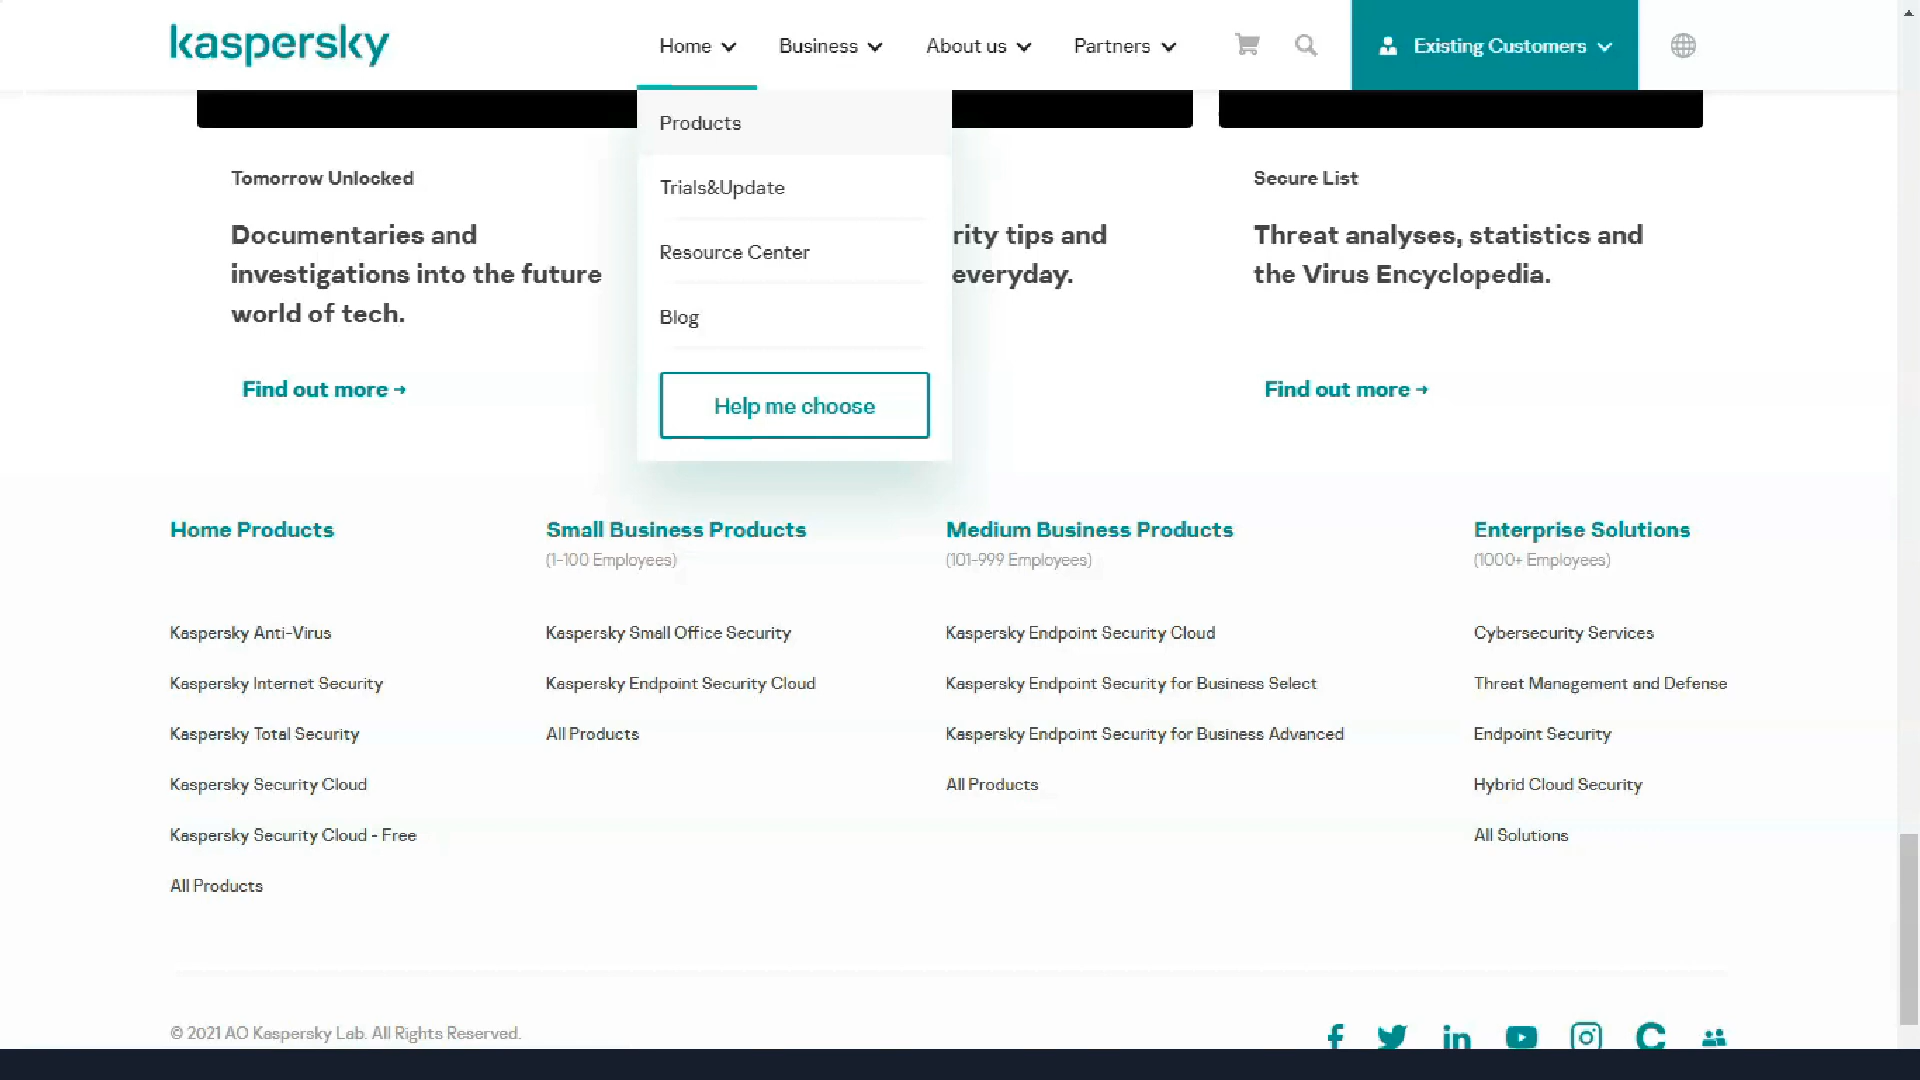 kaspersky
Home
Business
About us
Partners
Existing Customers
Products
Trials&Update
Resource Center
Blog
Help me choose
Tomorrow Unlocked
Documentaries and
investigations into the future
world of tech.
Find out more →
rity tips and
everyday.
Secure List
Threat analyses, statistics and
the Virus Encyclopedia.
Find out more →
Home Products
Kaspersky Anti-Virus
Kaspersky Internet Security
Kaspersky Total Security
Kaspersky Security Cloud
Kaspersky Security Cloud - Free
All Products
Small Business Products
(1-100 Employees)
Kaspersky Small Office Security
Kaspersky Endpoint Security Cloud
All Products
Medium Business Products
(101-999 Employees)
Kaspersky Endpoint Security Cloud
Kaspersky Endpoint Security for Business Select
Kaspersky Endpoint Security for Business Advanced
All Products
Enterprise Solutions
(1000+ Employees)
Cybersecurity Services
Threat Management and Defense
Endpoint Security
Hybrid Cloud Security
All Solutions
© 2021 AO Kaspersky Lab. All Rights Reserved.